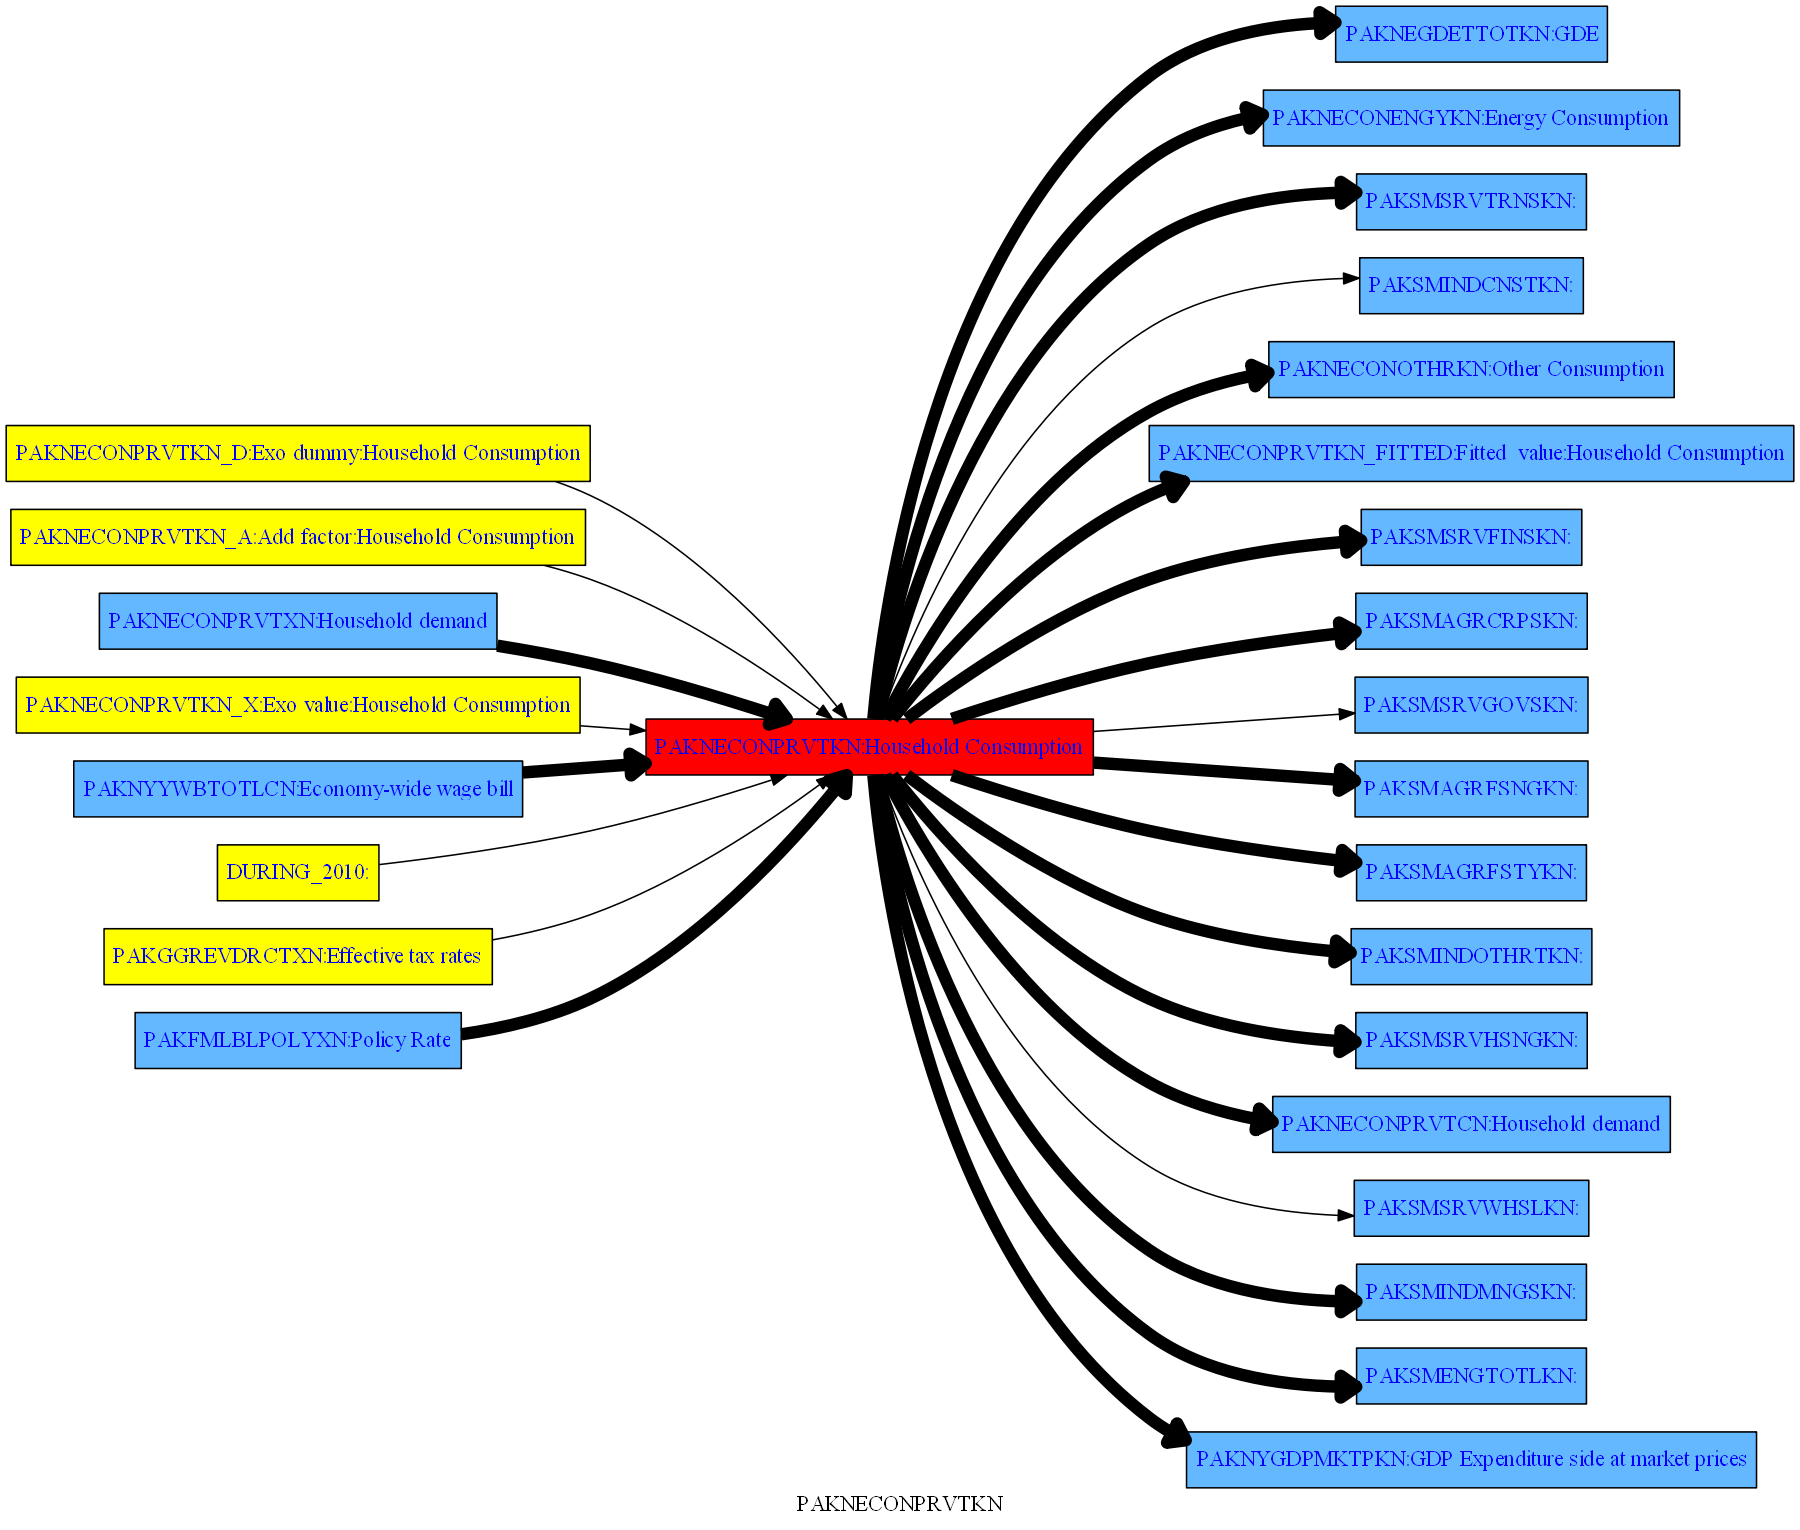 PAKNEGDETTOTKN:GDE
PAKNECONENGYKN:Energy Consumption
PAKSMSRVTRNSKN:
PAKSMINDCNSTKN:
PAKNECONOTHRKN:Other Consumption
PAKNECONPRVTKN_D:Exo dummy:Household Consumption
PAKNECONPRVTKN_FITTED:Fitted  value:Household Consumption
PAKNECONPRVTKN_A:Add factor:Household Consumption
PAKSMSRVFINSKN:
PAKNECONPRVTXN:Household demand
PAKSMAGRCRPSKN:
PAKNECONPRVTKN_X:Exo value:Household Consumption
PAKSMSRVGOVSKN:
PAKNECONPRVTKN:Household Consumption
PAKNYYWBTOTLCN:Economy-wide wage bill
PAKSMAGRFSNGKN:
DURING_2010:
PAKSMAGRFSTYKN:
PAKGGREVDRCTXN:Effective tax rates
PAKSMINDOTHRTKN:
PAKFMLBLPOLYXN:Policy Rate
PAKSMSRVHSNGKN:
PAKNECONPRVTCN:Household demand
PAKSMSRVWHSLKN:
PAKSMINDMNGSKN:
PAKSMENGTOTLKN:
PAKNYGDPMKTPKN:GDP Expenditure side at market prices
PAKNECONPRVTKN